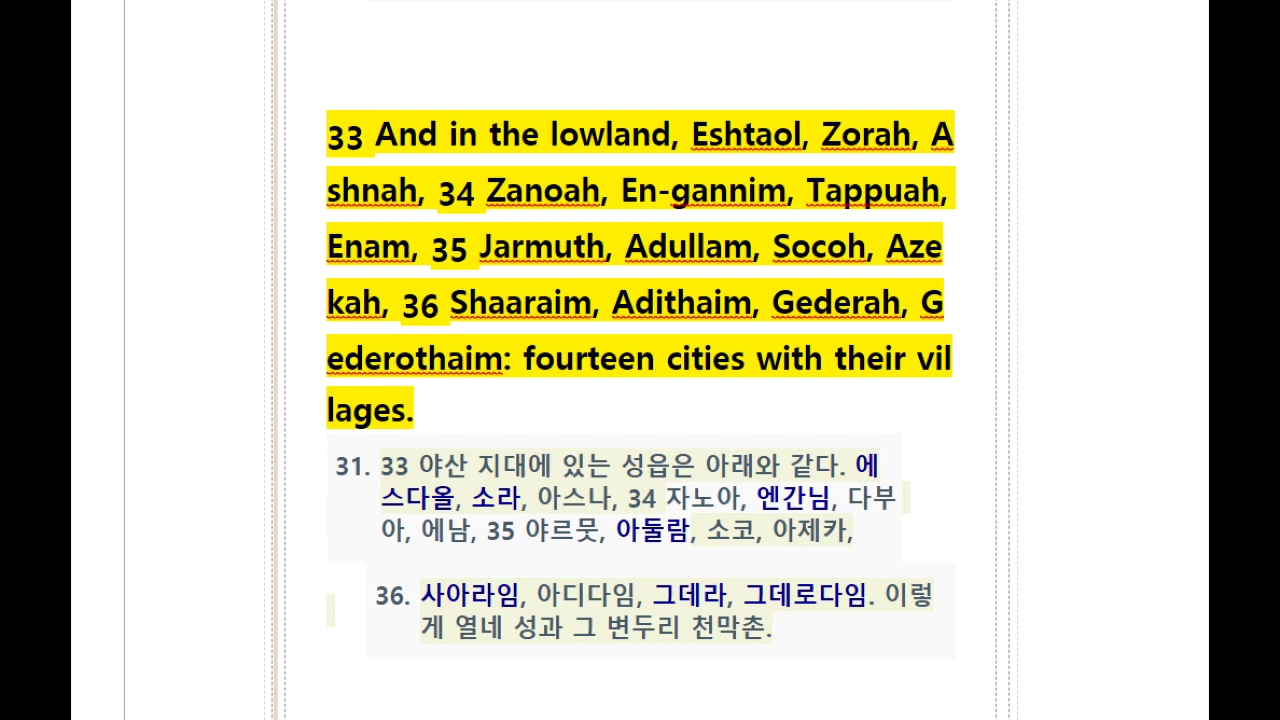 33 And in the lowland, Eshtaol, Zorah, A
shnah, 34 Zanoah, En-gannim, Tappuah,
Enam, 35 Jarmuth, Adullam, Socoh, Aze
kah, 36 Shaaraim, Adithaim, Gederah, G
ederothaim: fourteen cities with their vil
lages.
31. 33 야산 지대에 있는 성읍은 아래와 같다. 에
스다올, 소라, 아스나, 34 자노아, 엔간님, 다부
아, 에남, 35 야르뭇, 아둘람, 소코, 아제카,
36. 사아라임, 아디다임, 그데라, 그데로다임. 이렇
게 열네 성과 그 변두리 천막촌.